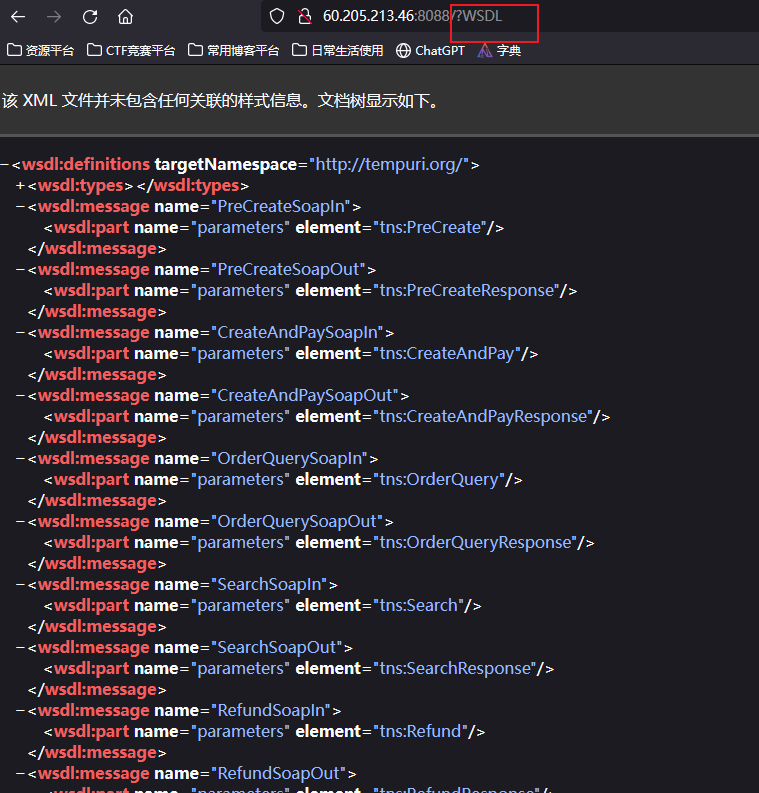 60.205.213.46:8088/?WSDL
资源平台 CTF竞赛平台 常用博客平台 日常生活使用 ChatGPT 字典
该 XML 文件并未包含任何关联的样式信息。文档树显示如下。
−<wsdl:definitions targetNamespace="http://tempuri.org/">
+<wsdl:types></wsdl:types>
−<wsdl:message name="PreCreateSoapIn">
<wsdl:part name="parameters" element="tns:PreCreate"/>
</wsdl:message>
−<wsdl:message name="PreCreateSoapOut">
<wsdl:part name="parameters" element="tns:PreCreateResponse"/>
</wsdl:message>
−<wsdl:message name="CreateAndPaySoapIn">
<wsdl:part name="parameters" element="tns:CreateAndPay"/>
</wsdl:message>
−<wsdl:message name="CreateAndPaySoapOut">
<wsdl:part name="parameters" element="tns:CreateAndPayResponse"/>
</wsdl:message>
−<wsdl:message name="OrderQuerySoapIn">
<wsdl:part name="parameters" element="tns:OrderQuery"/>
</wsdl:message>
−<wsdl:message name="OrderQuerySoapOut">
<wsdl:part name="parameters" element="tns:OrderQueryResponse"/>
</wsdl:message>
−<wsdl:message name="SearchSoapIn">
<wsdl:part name="parameters" element="tns:Search"/>
</wsdl:message>
−<wsdl:message name="SearchSoapOut">
<wsdl:part name="parameters" element="tns:SearchResponse"/>
</wsdl:message>
−<wsdl:message name="RefundSoapIn">
<wsdl:part name="parameters" element="tns:Refund"/>
</wsdl:message>
−<wsdl:message name="RefundSoapOut">
<wsdl:part name="parameters" element="tns:RefundResponse"/>